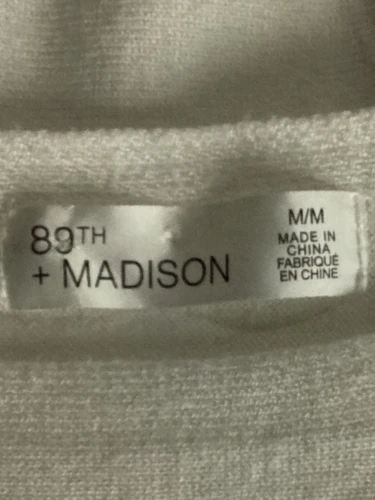 89TH
+ MADISON
M/M
MADE IN
CHINA
FABRIQUÉ
EN CHINE